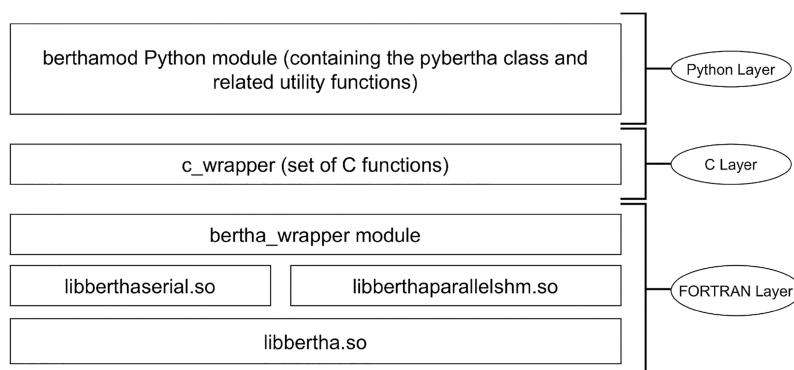 berthamod Python module (containing the pybertha class and
related utility functions)
Python Layer
c_wrapper (set of C functions)
C Layer
bertha_wrapper module
libberthaserial.so
libberthaparallelshm.so
FORTRAN Layer
libbertha.so